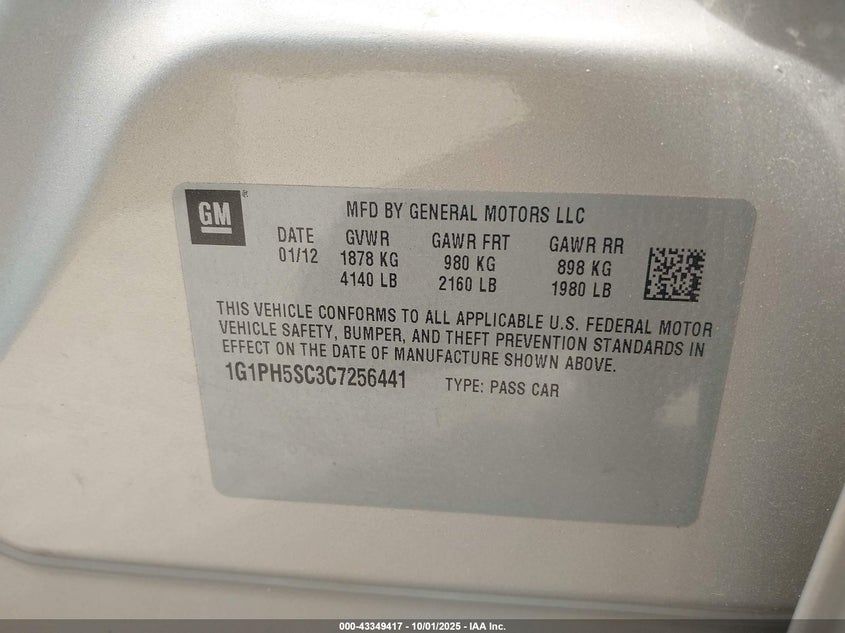 GM
MFD BY GENERAL MOTORS LLC
DATE GVWR GAWR FRT GAWR RR
01/12 1878 KG 980 KG 898 KG
4140 LB 2160 LB 1980 LB
THIS VEHICLE CONFORMS TO ALL APPLICABLE U.S. FEDERAL MOTOR
VEHICLE SAFETY, BUMPER, AND THEFT PREVENTION STANDARDS IN
EFFECT ON THE DATE OF MANUFACTURE SHOWN ABOVE.
1G1PH5SC3C7256441 TYPE: PASS CAR
000-43349417 - 10/01/2025 - IAA Inc.